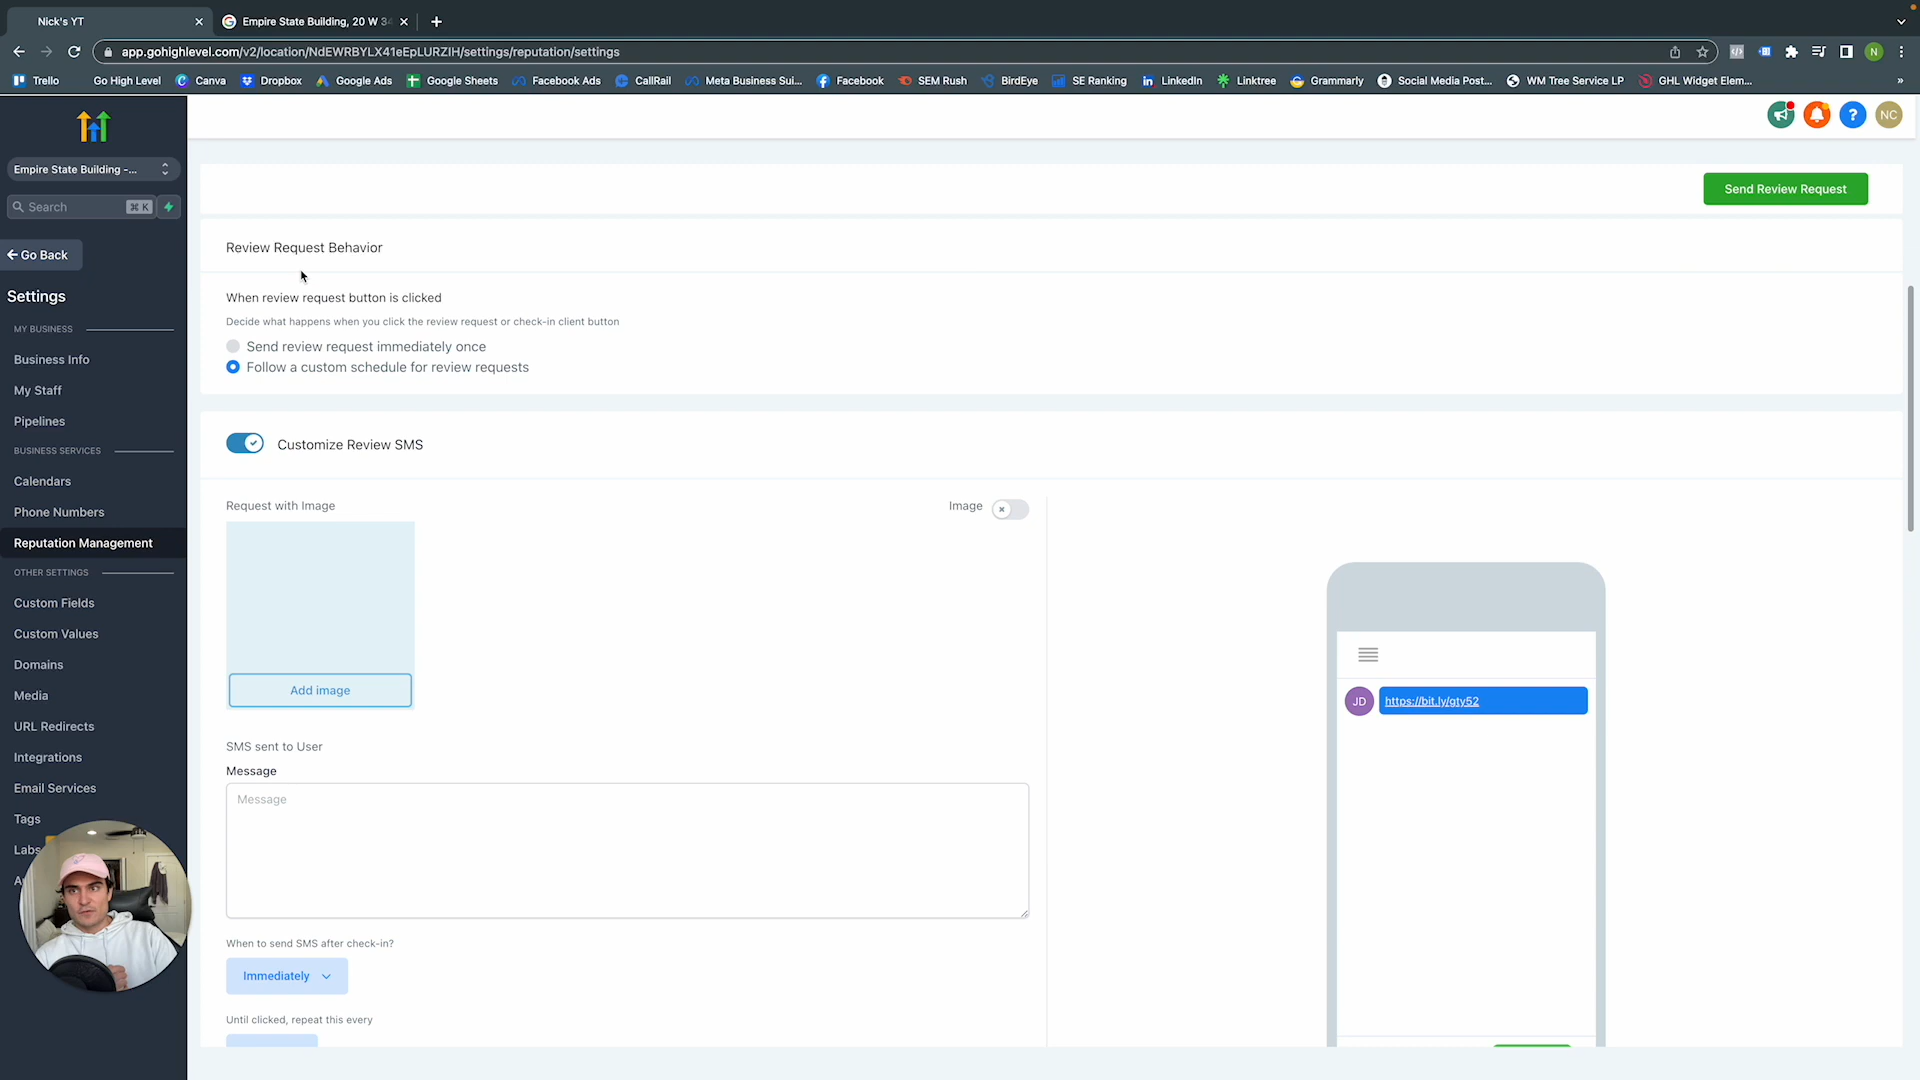 Nick's YT
Empire State Building, 20 W 34
app.gohighlevel.com/v2/location/NdEWRBYLX41eEpLURZIH/settings/reputation/settings
N
Trello
Go High Level
Canva
Dropbox
Google Ads
Google Sheets
Facebook Ads
CallRail
Meta Business Sui...
Facebook
SEM Rush
BirdEye
SE Ranking
LinkedIn
Linktree
Grammarly
Social Media Post...
WM Tree Service LP
GHL Widget Elem...
»
?
NC
Empire State Building -...
Search
⌘ K
Go Back
Settings
MY BUSINESS
Business Info
My Staff
Pipelines
BUSINESS SERVICES
Calendars
Phone Numbers
Reputation Management
OTHER SETTINGS
Custom Fields
Custom Values
Domains
Media
URL Redirects
Integrations
Email Services
Tags
Labs
Send Review Request
Review Request Behavior
When review request button is clicked
Decide what happens when you click the review request or check-in client button
Send review request immediately once
Follow a custom schedule for review requests
Customize Review SMS
Request with Image
Image
Add image
SMS sent to User
Message
Message
When to send SMS after check-in?
Immediately
Until clicked, repeat this every
JD
https://bit.ly/gty52